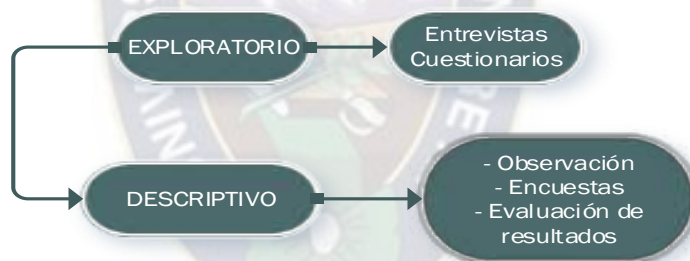 EXPLORATORIO
Entrevistas
Cuestionarios
DESCRIPTIVO
- Observación
- Encuestas
- Evaluación de
resultados